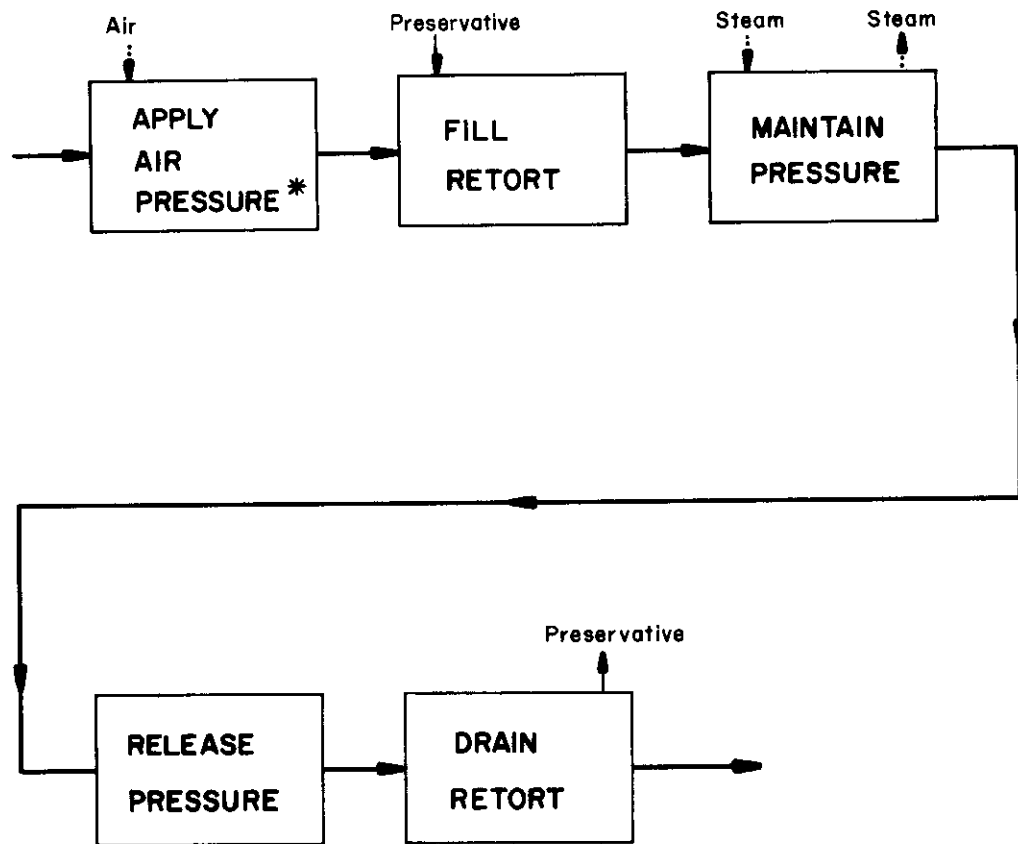 Air
Preservative
Steam
Steam
APPLY
AIR
PRESSURE*
FILL
RETORT
MAINTAIN
PRESSURE
Preservative
RELEASE
PRESSURE
DRAIN
RETORT